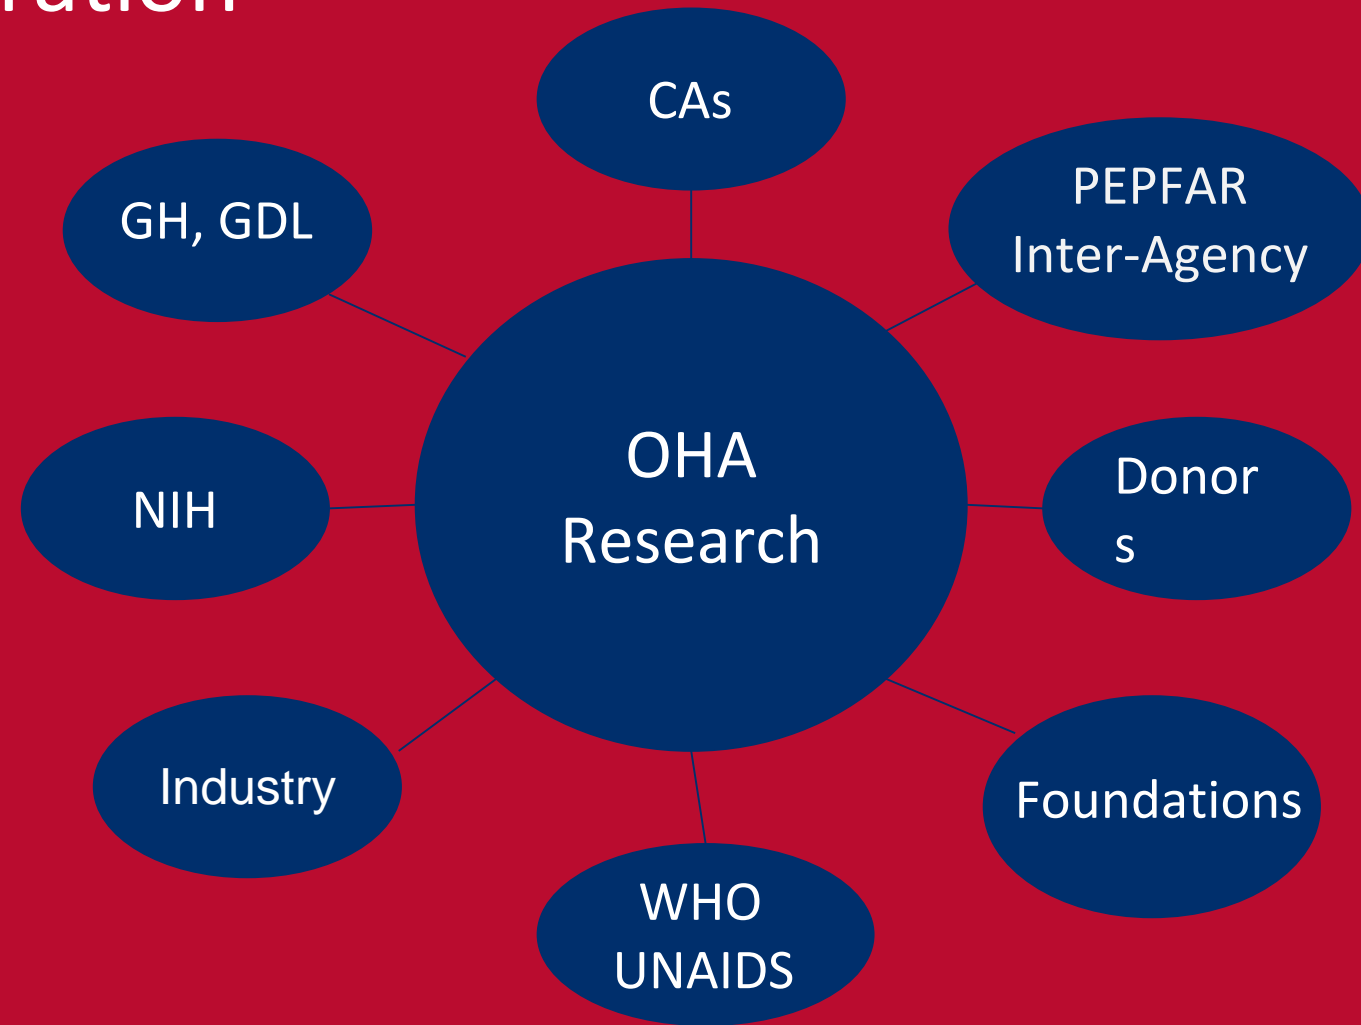 CAs
PEPFAR
Inter-Agency
GH, GDL
OHA
Research
Donor
s
NIH
Industry
Foundations
WHO
UNAIDS